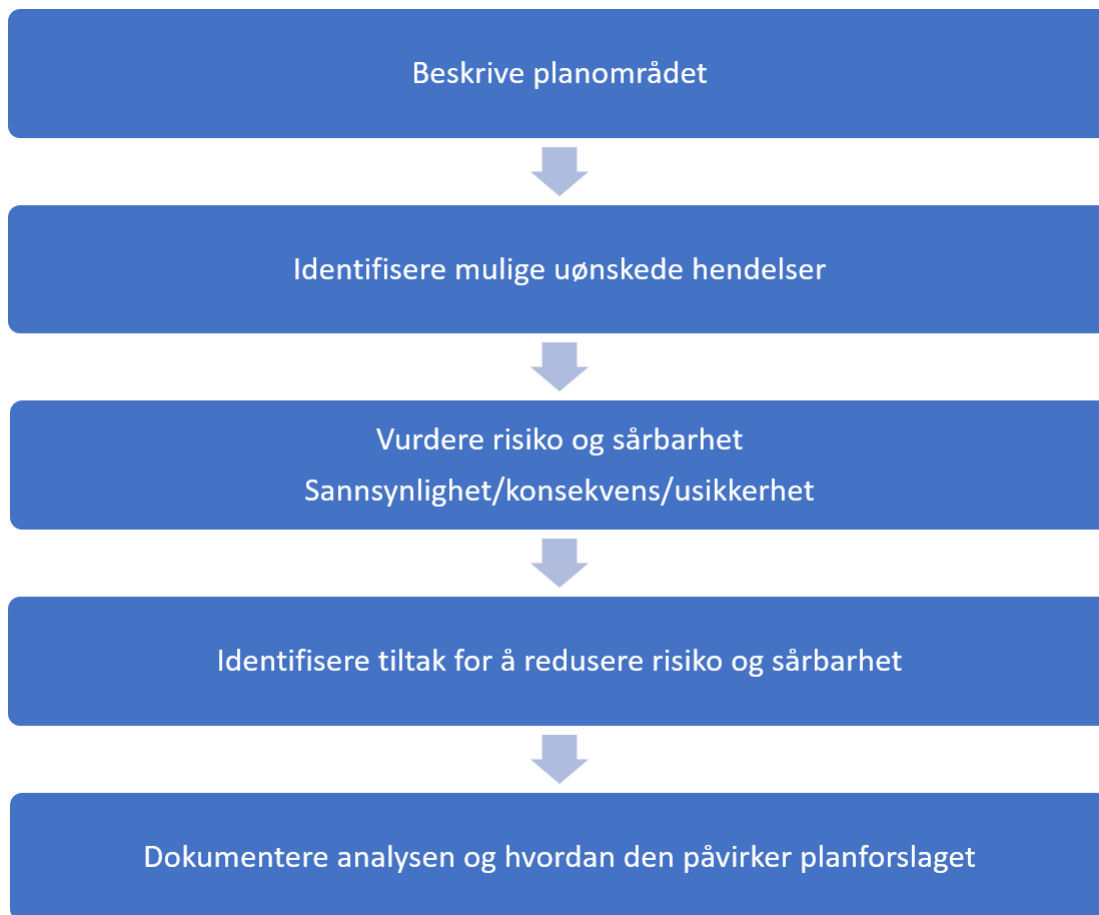 Beskrive planområdet
Identifisere mulige uønskede hendelser
Vurdere risiko og sårbarhet
Sannsynlighet/konsekvens/usikkerhet
Identifisere tiltak for å redusere risiko og sårbarhet
Dokumentere analysen og hvordan den påvirker planforslaget